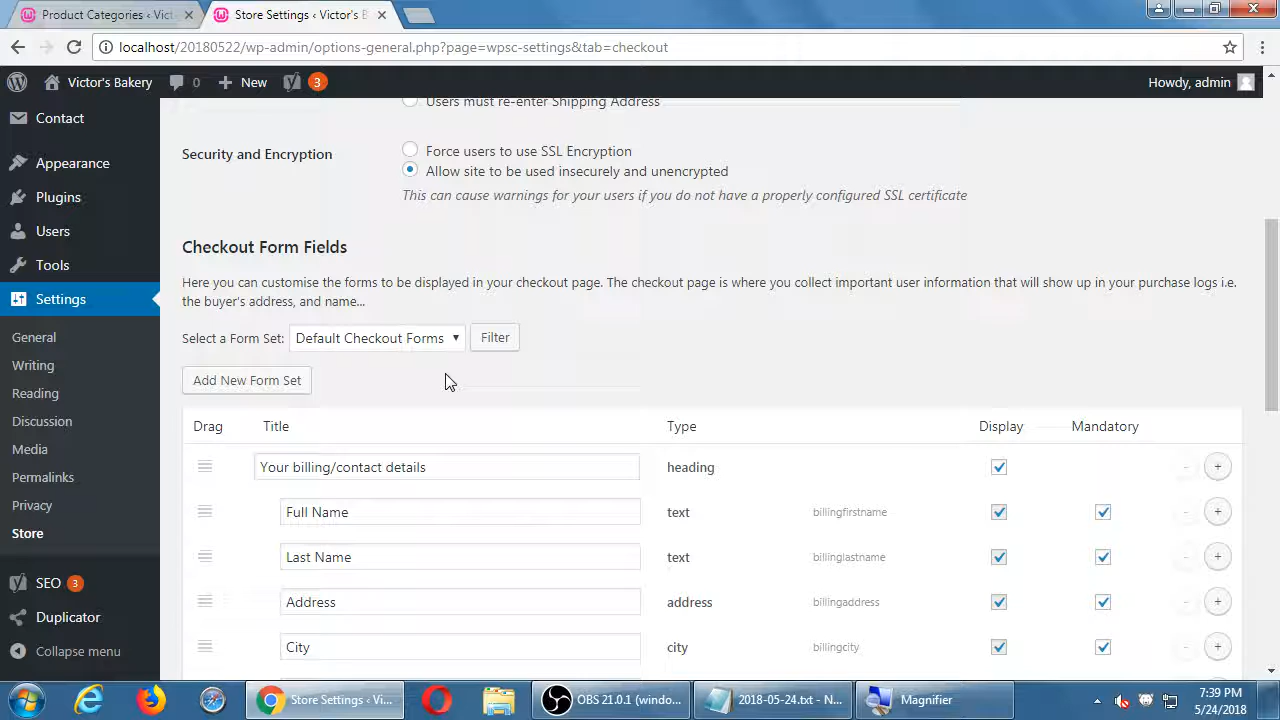 Product Categories ‹ Vict
Store Settings ‹ Victor's B
localhost/20180522/wp-admin/options-general.php?page=wpsc-settings&tab=checkout
Victor's Bakery
0
New
3
Howdy, admin
Contact
Appearance
Plugins
Users
Tools
Settings
General
Writing
Reading
Discussion
Media
Permalinks
Privacy
Store
SEO 3
Duplicator
Collapse menu
Users must re-enter Shipping Address
Security and Encryption
Force users to use SSL Encryption
Allow site to be used insecurely and unencrypted
This can cause warnings for your users if you do not have a properly configured SSL certificate
Checkout Form Fields
Here you can customise the forms to be displayed in your checkout page. The checkout page is where you collect important user information that will show up in your purchase logs i.e.
the buyer's address, and name...
Select a Form Set: Default Checkout Forms Filter
Add New Form Set
Drag Title Type Display Mandatory
Your billing/contact details heading - +
Full Name text billingfirstname - +
Last Name text billinglastname - +
Address address billingaddress - +
City city billingcity - +
Store Settings ‹ Vi...
OBS 21.0.1 (windo...
2018-05-24.txt - N...
Magnifier
7:39 PM
5/24/2018